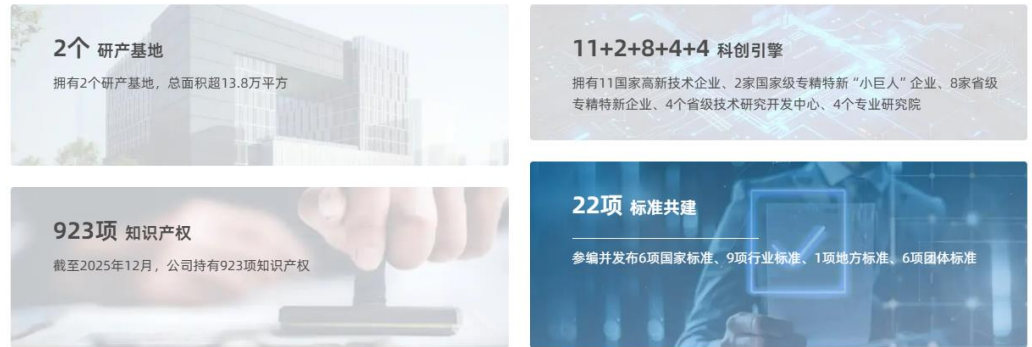 2个 研产基地
拥有2个研产基地，总面积超13.8万平方
11+2+8+4+4 科创引擎
拥有11国家高新技术企业、2家国家级专精特新“小巨人”企业、8家省级
专精特新企业、4个省级技术研究开发中心、4个专业研究院
923项 知识产权
截至2025年12月，公司持有923项知识产权
22项 标准共建
参编并发布6项国家标准、9项行业标准、1项地方标准、6项团体标准